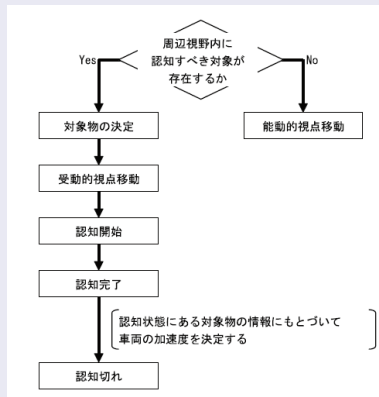 周辺視野内に
認知すべき対象が
存在するか
Yes
No
対象物の決定
能動的視点移動
受動的視点移動
認知開始
認知完了
認知状態にある対象物の情報にもとづいて
車両の加速度を決定する
認知切れ